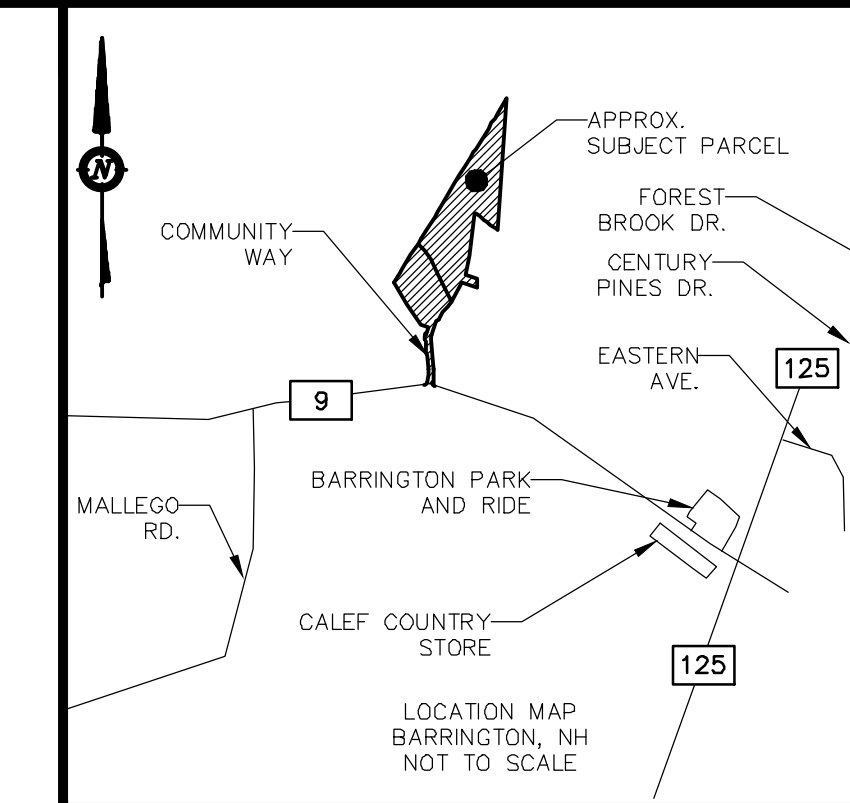 N
APPROX.
SUBJECT PARCEL
FOREST
BROOK DR.
COMMUNITY
WAY
CENTURY
PINES DR.
EASTERN
AVE.
125
9
BARRINGTON PARK
AND RIDE
MALLEGO
RD.
CALEF COUNTRY
STORE
125
LOCATION MAP
BARRINGTON, NH
NOT TO SCALE